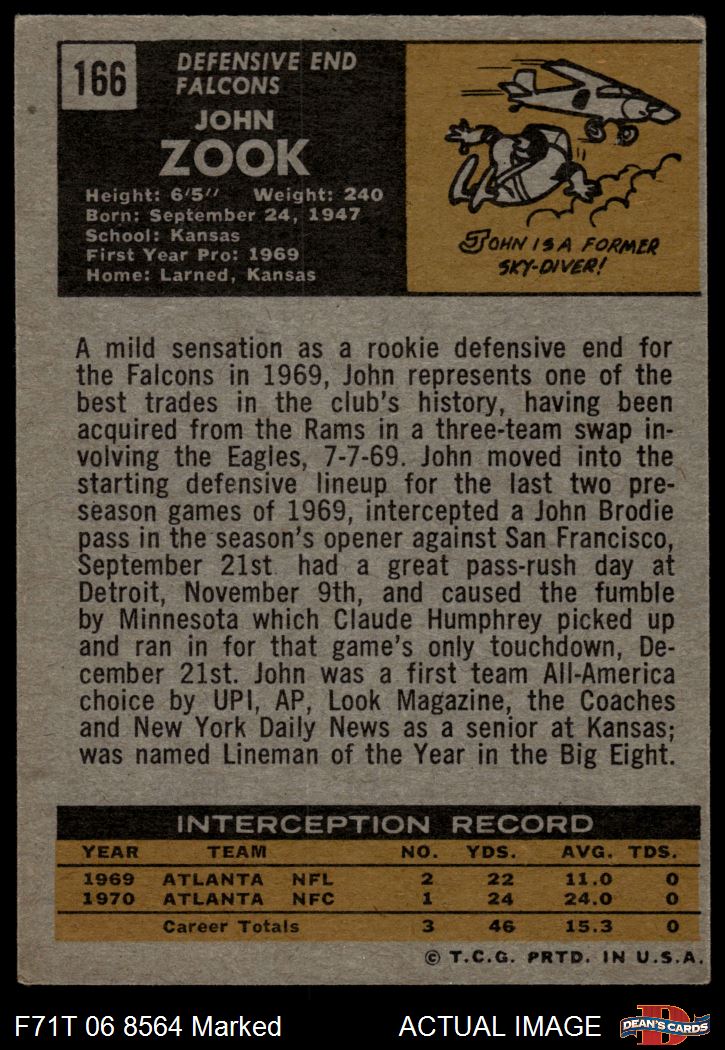 166
DEFENSIVE END
FALCONS
JOHN
ZOOK
Height: 6'5" Weight: 240
Born: September 24, 1947
School: Kansas
First Year Pro: 1969
Home: Larned, Kansas
JOHN IS A FORMER
SKY-DIVER!
A mild sensation as a rookie defensive end for
the Falcons in 1969, John represents one of the
best trades in the club's history, having been
acquired from the Rams in a three-team swap in-
volving the Eagles, 7-7-69. John moved into the
starting defensive lineup for the last two pre-
season games of 1969, intercepted a John Brodie
pass in the season's opener against San Francisco,
September 21st had a great pass-rush day at
Detroit, November 9th, and caused the fumble
by Minnesota which Claude Humphrey picked up
and ran in for that game's only touchdown, De-
cember 21st. John was a first team All-America
choice by UPI, AP, Look Magazine, the Coaches
and New York Daily News as a senior at Kansas;
was named Lineman of the Year in the Big Eight.
INTERCEPTION RECORD
YEAR TEAM NO. YDS. AVG. TDS.
1969 ATLANTA NFL 2 22 11.0 0
1970 ATLANTA NFC 1 24 24.0 0
Career Totals 3 46 15.3 0
© T.C.G. PRTD. IN U.S.A.
F71T 06 8564 Marked ACTUAL IMAGE
D
DEAN'S CARDS